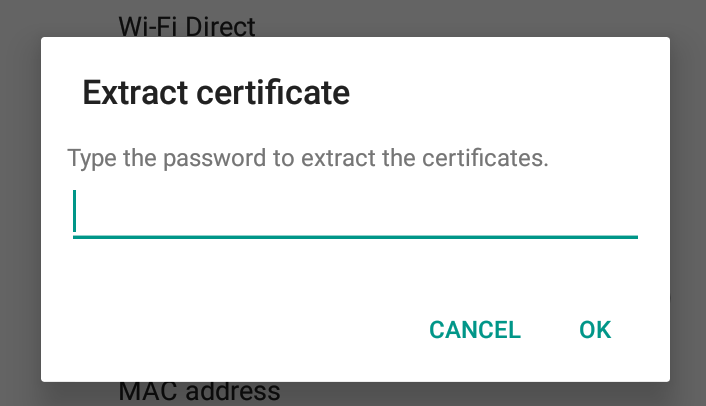 Wi-Fi Direct
Extract certificate
Type the password to extract the certificates.
CANCEL OK
MAC address